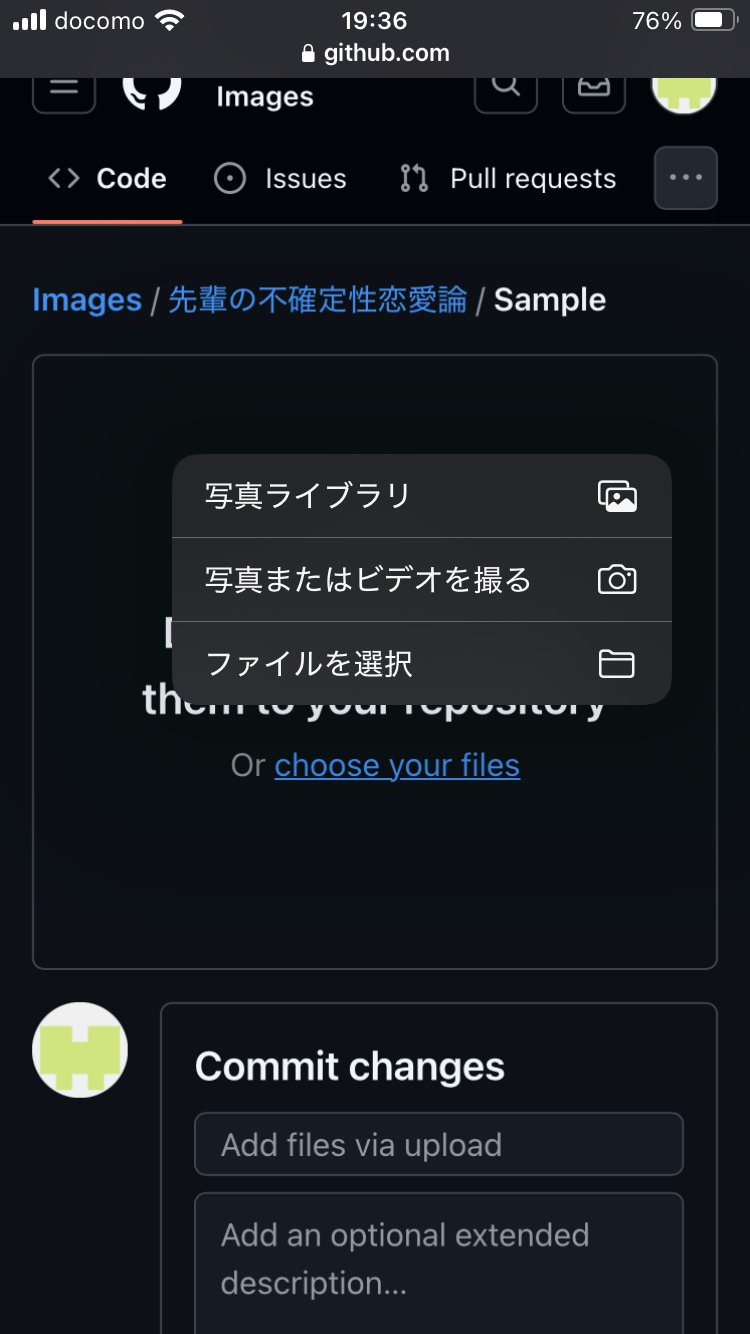 docomo 19:36 76%
github.com
Images
Code Issues Pull requests
Images / 先輩の不確定性恋愛論 / Sample
写真ライブラリ
写真またはビデオを撮る
ファイルを選択
them to your repository
Or choose your files
Commit changes
Add files via upload
Add an optional extended
description...